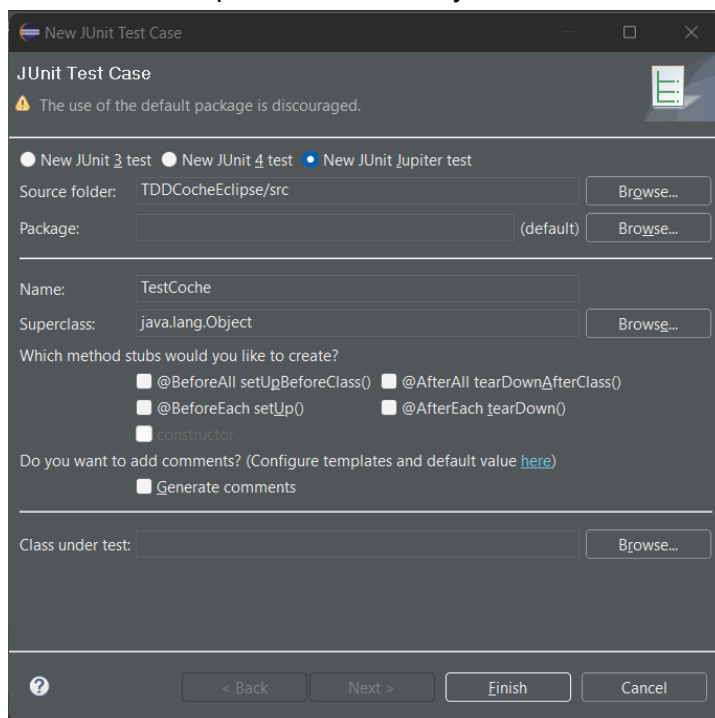 New JUnit Test Case
JUnit Test Case
The use of the default package is discouraged.
New JUnit 3 test New JUnit 4 test New JUnit Jupiter test
Source folder: TDDCocheEclipse/src Browse...
Package: (default) Browse...
Name: TestCoche
Superclass: java.lang.Object Browse...
Which method stubs would you like to create?
@BeforeAll setUpBeforeClass() @AfterAll tearDownAfterClass()
@BeforeEach setUp() @AfterEach tearDown()
constructor
Do you want to add comments? (Configure templates and default value here)
Generate comments
Class under test: Browse...
? < Back Next > Finish Cancel